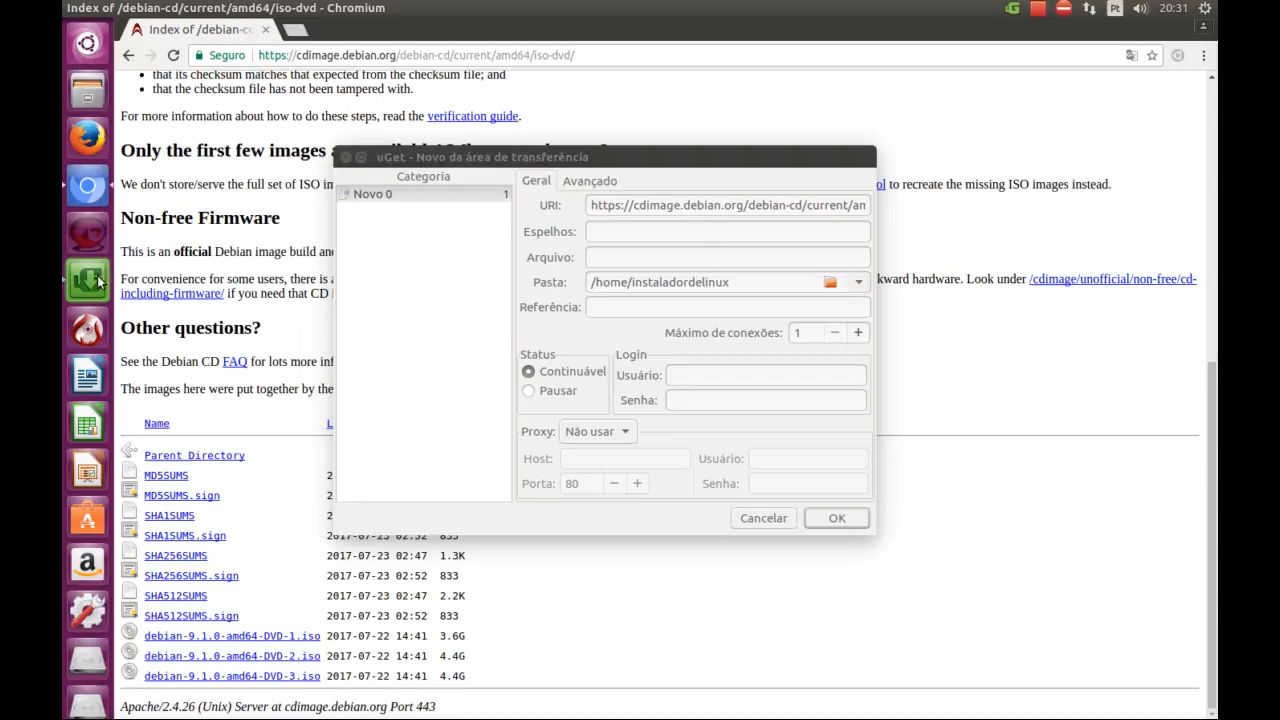 Index of /debian-cd/current/amd64/iso-dvd - Chromium
Pt
20:31
Index of /debian-c
Seguro
https://cdimage.debian.org/debian-cd/current/amd64/iso-dvd/
that its checksum matches that expected from the checksum file; and
that the checksum file has not been tampered with.
For more information about how to do these steps, read the verification guide.
Only the first few images
We don't store/serve the full set of ISO
to recreate the missing ISO images instead.
Non-free Firmware
This is an official Debian image build
For convenience for some users, there is
kward hardware. Look under /cdimage/unofficial/non-free/cd-
including-firmware/ if you need that CD
Other questions?
See the Debian CD FAQ for lots more
The images here were put together by the
Name
Parent Directory
MD5SUMS
MD5SUMS.sign
SHA1SUMS
SHA1SUMS.sign 2017-07-23 02:52 833
SHA256SUMS 2017-07-23 02:47 1.3K
SHA256SUMS.sign 2017-07-23 02:52 833
SHA512SUMS 2017-07-23 02:47 2.2K
SHA512SUMS.sign 2017-07-23 02:52 833
debian-9.1.0-amd64-DVD-1.iso 2017-07-22 14:41 3.6G
debian-9.1.0-amd64-DVD-2.iso 2017-07-22 14:41 4.4G
debian-9.1.0-amd64-DVD-3.iso 2017-07-22 14:41 4.4G
Apache/2.4.26 (Unix) Server at cdimage.debian.org Port 443
uGet - Novo da área de transferência
Categoria
Novo 0 1
Geral
Avançado
URI: https://cdimage.debian.org/debian-cd/current/am
Espelhos:
Arquivo:
Pasta: /home/instaladordelinux
Referência:
Máximo de conexões: 1
Status
Continuável
Pausar
Login
Usuário:
Senha:
Proxy: Não usar
Host:
Usuário:
Porta: 80
Senha:
Cancelar
OK